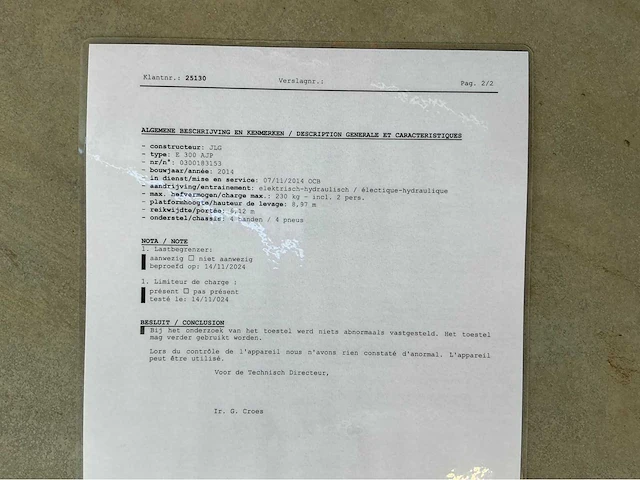 Klantnr.: 25130 Verslagnr.: Pag. 2/2
ALGEMENE BESCHRIJVING EN KENMERKEN / DESCRIPTION GENERALE ET CARACTERISTIQUES
- constructeur: JLG
- type: E 300 AJP
- nr/n°: 0300183153
- bouwjaar/année: 2014
- in dienst/mise en service: 07/11/2014 OCB
- aandrijving/entrainement: elektrisch-hydraulisch / électique-hydraulique
- max. hefvermogen/charge max.: 230 kg - incl. 2 pers.
- platformhoogte/hauteur de levage: 8,97 m
- reikwijdte/portée: 6,12 m
- onderstel/chassis: 4 banden / 4 pneus
NOTA / NOTE
1. Lastbegrenzer:
aanwezig ☐ niet aanwezig
beproefd op: 14/11/2024
1. Limiteur de charge :
présent ☐ pas présent
testé le: 14/11/024
BESLUIT / CONCLUSION
Bij het onderzoek van het toestel werd niets abnormaals vastgesteld. Het toestel
mag verder gebruikt worden.
Lors du contrôle de l'appareil nous n'avons rien constaté d'anormal. L'appareil
peut être utilisé.
Voor de Technisch Directeur,
Ir. G. Croes